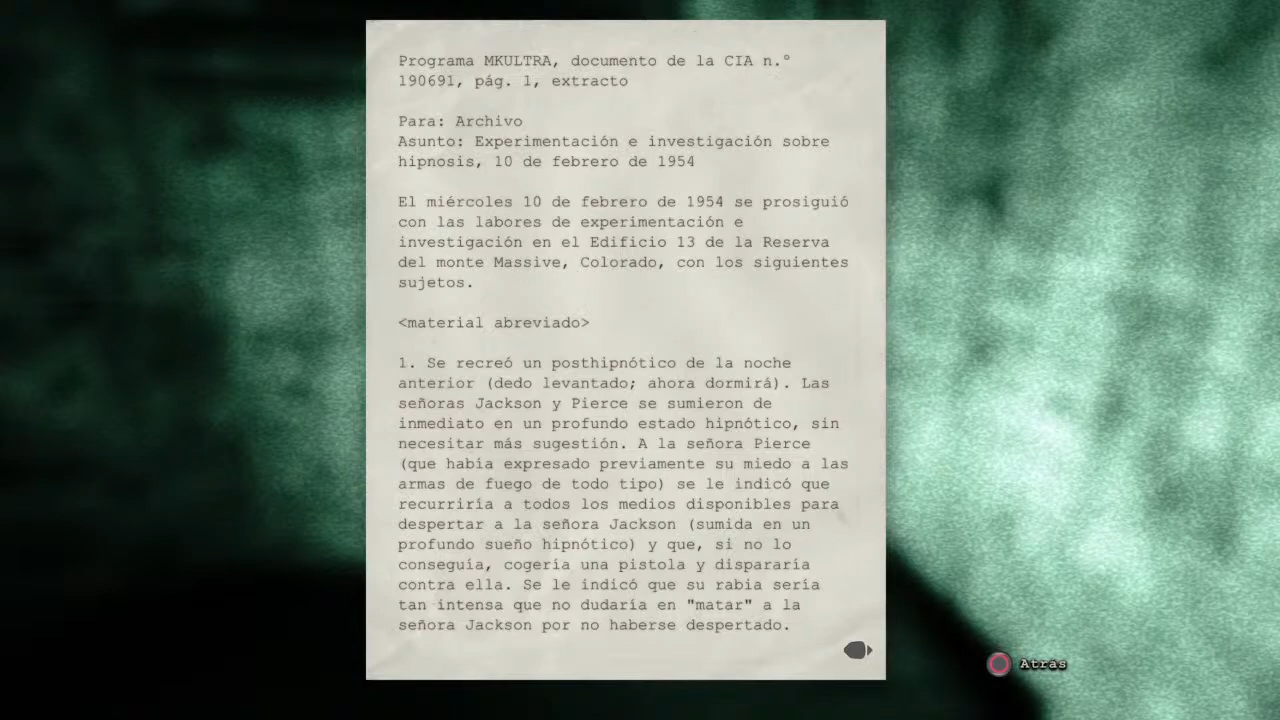 Programa MKULTRA, documento de la CIA n.º
190691, pág. 1, extracto
Para: Archivo
Asunto: Experimentación e investigación sobre
hipnosis, 10 de febrero de 1954
El miércoles 10 de febrero de 1954 se prosiguió
con las labores de experimentación e
investigación en el Edificio 13 de la Reserva
del monte Massive, Colorado, con los siguientes
sujetos.
<material abreviado>
1. Se recreó un posthipnótico de la noche
anterior (dedo levantado; ahora dormirá). Las
señoras Jackson y Pierce se sumieron de
inmediato en un profundo estado hipnótico, sin
necesitar más sugestión. A la señora Pierce
(que había expresado previamente su miedo a las
armas de fuego de todo tipo) se le indicó que
recurriría a todos los medios disponibles para
despertar a la señora Jackson (sumida en un
profundo sueño hipnótico) y que, si no lo
conseguía, cogería una pistola y dispararía
contra ella. Se le indicó que su rabia sería
tan intensa que no dudaría en "matar" a la
señora Jackson por no haberse despertado.
Atrás